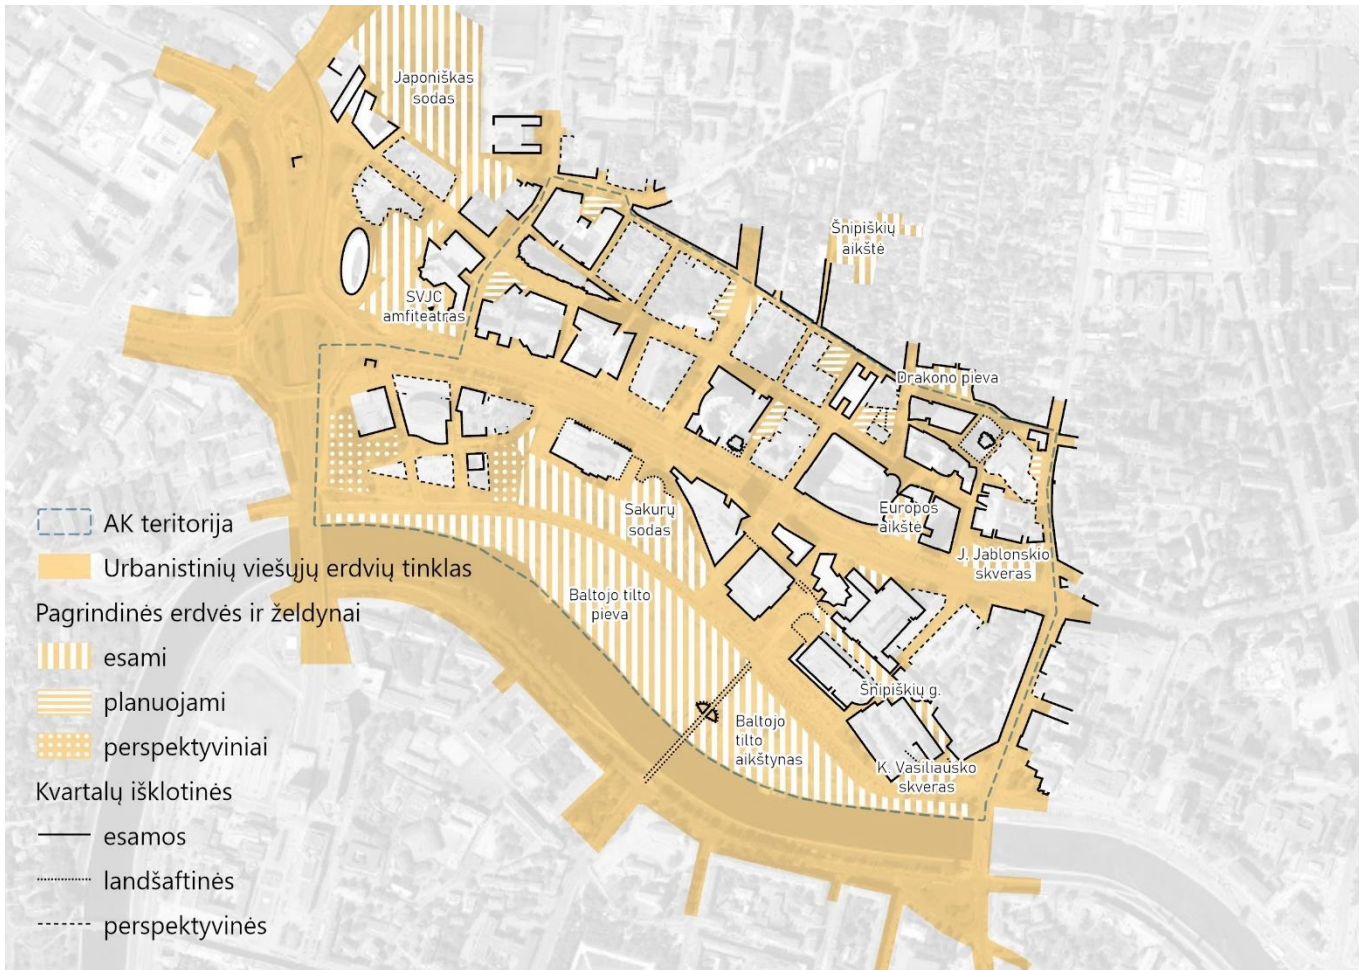 Japoniškas
sodas
Šnipiškių
aikštė
SVJC
amfiteatras
Drakono pieva
Sakurų
sodas
Europos
aikštė
J. Jablonskio
skveras
Baltojo tilto
pieva
Šnipiškių g.
Baltojo
tilto
aikštynas
K. Vasiliausko
skveras
AK teritorija
Urbanistinių viešųjų erdvių tinklas
Pagrindinės erdvės ir želdynai
esami
planuojami
perspektyviniai
Kvartalų išklotinės
esamos
landšaftinės
perspektyvinės